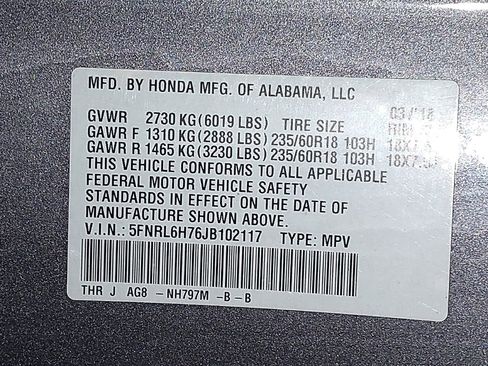 MFD. BY HONDA MFG. OF ALABAMA, LLC
03/'18
GVWR 2730 KG(6019 LBS) TIRE SIZE
GAWR F 1310 KG(2888 LBS) 235/60R18 103H
GAWR R 1465 KG(3230 LBS) 235/60R18 103H
THIS VEHICLE CONFORMS TO ALL APPLICABLE
FEDERAL MOTOR VEHICLE SAFETY
STANDARDS IN EFFECT ON THE DATE OF
MANUFACTURE SHOWN ABOVE.
V.I.N.: 5FNRL6H76JB102117 TYPE: MPV
THR J AG8 - NH797M -B-B